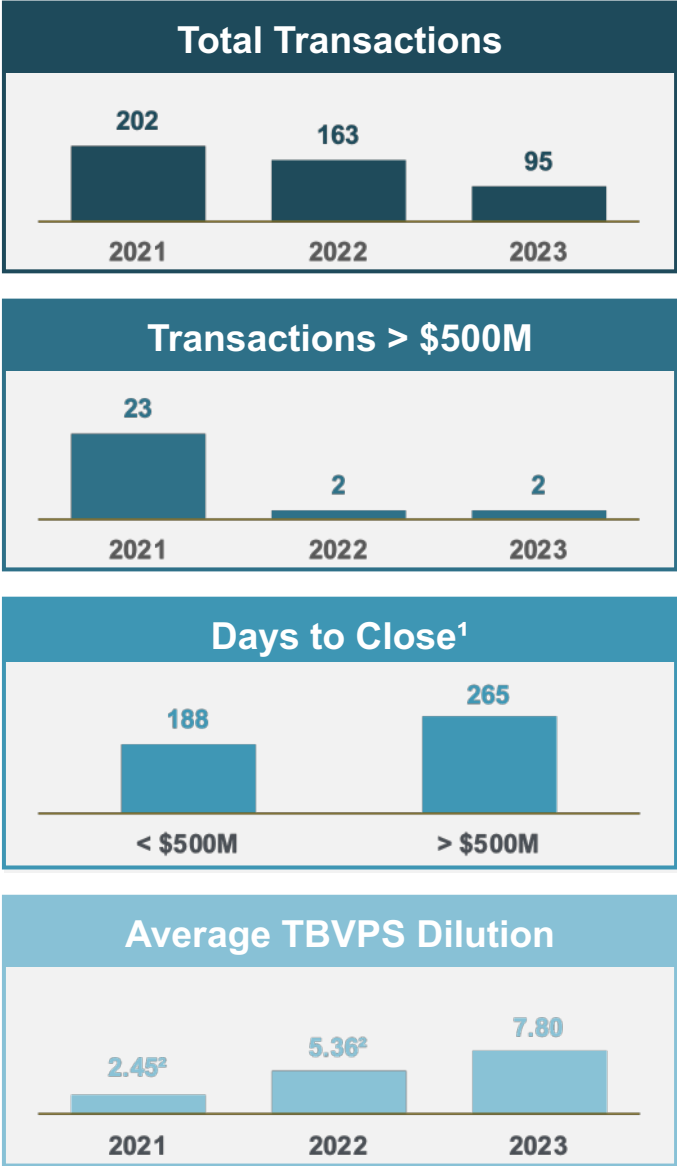 Total Transactions
202 163 95
2021 2022 2023
Transactions > $500M
23 2 2
2021 2022 2023
Days to Close¹
188 265
< $500M > $500M
Average TBVPS Dilution
2.45² 5.36² 7.80
2021 2022 2023